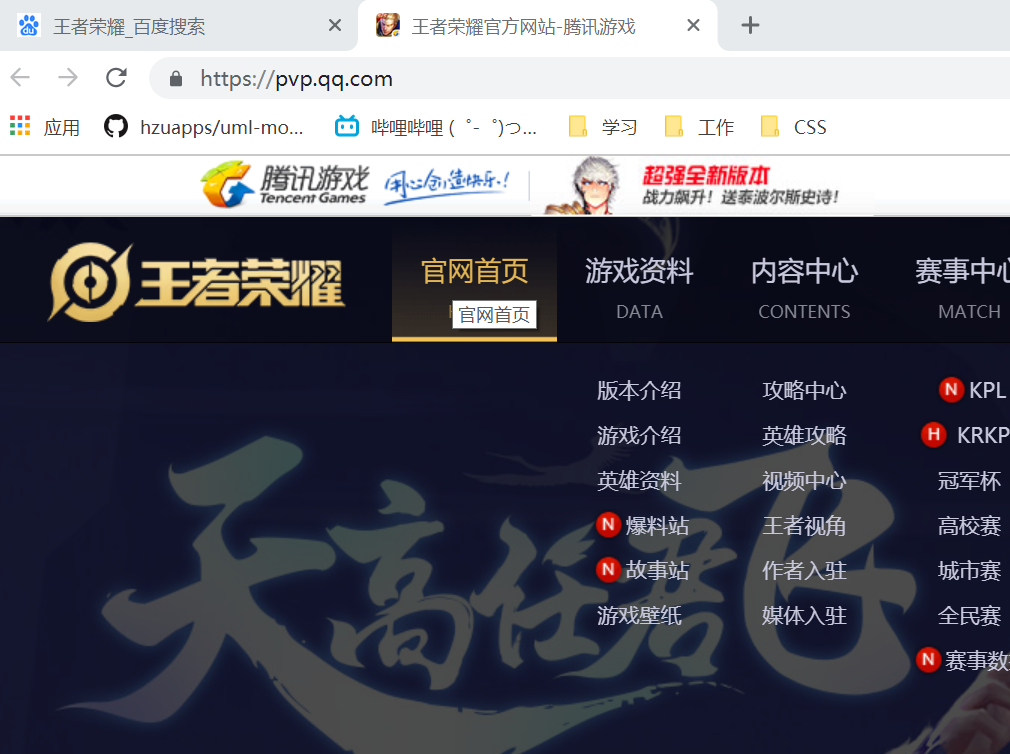 王者荣耀_百度搜索
王者荣耀官方网站-腾讯游戏
https://pvp.qq.com
应用
hzuapps/uml-mo...
哔哩哔哩 ( ゜- ゜)つ...
学习
工作
CSS
腾讯游戏
Tencent Games
用心创造快乐!
超强全新版本
战力飙升! 送泰波尔斯史诗!
王者荣耀
官网首页
游戏资料
内容中心
赛事中心
官网首页
DATA
CONTENTS
MATCH
版本介绍
攻略中心
N KPL
游戏介绍
英雄攻略
H KRKP
英雄资料
视频中心
冠军杯
N 爆料站
王者视角
高校赛
N 故事站
作者入驻
城市赛
游戏壁纸
媒体入驻
全民赛
N 赛事数据
天高任君飞